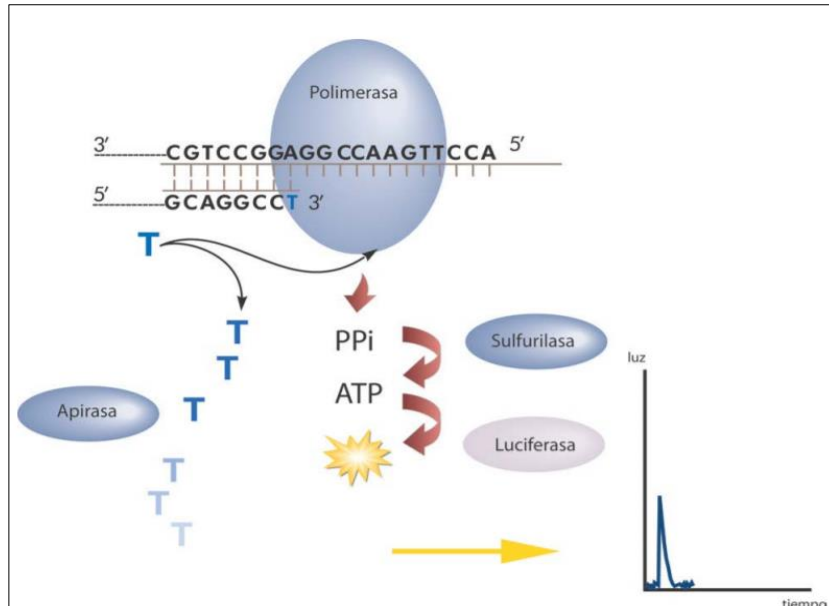 Polimerasa
3′ CGTCCGGAGGCCAAGTTCCA 5′
5′ GCAGGCCT 3′
T
T
T
T
T
T
T
PPi
ATP
Sulfurilasa
Luciferasa
Apirasa
luz
tiempo